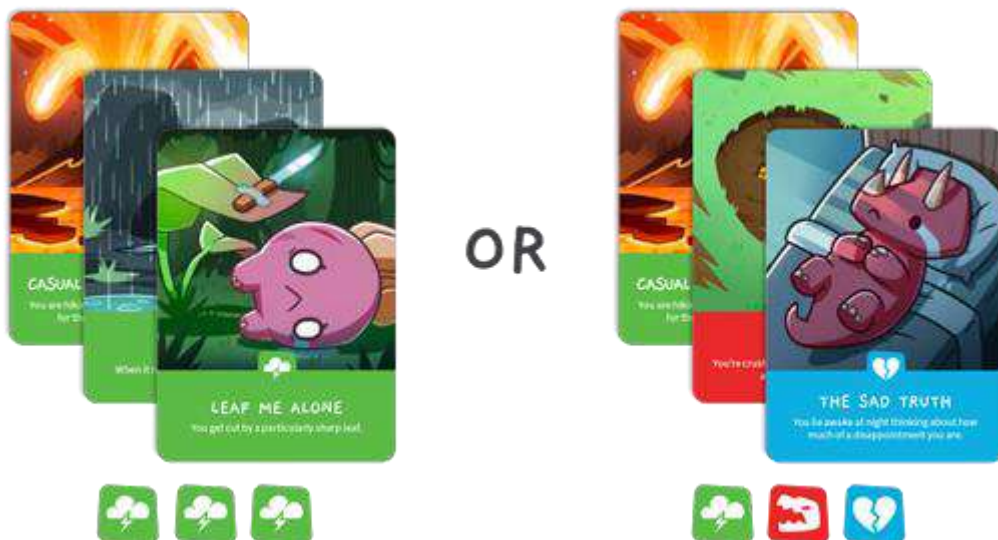 CASUAL
You are hik
for th
When it r
LEAF ME ALONE
You get cut by a particularly sharp leaf.
OR
CASUAL
You are hik
for th
You're crush
THE SAD TRUTH
You lie awake at night thinking about how
much of a disappointment you are.